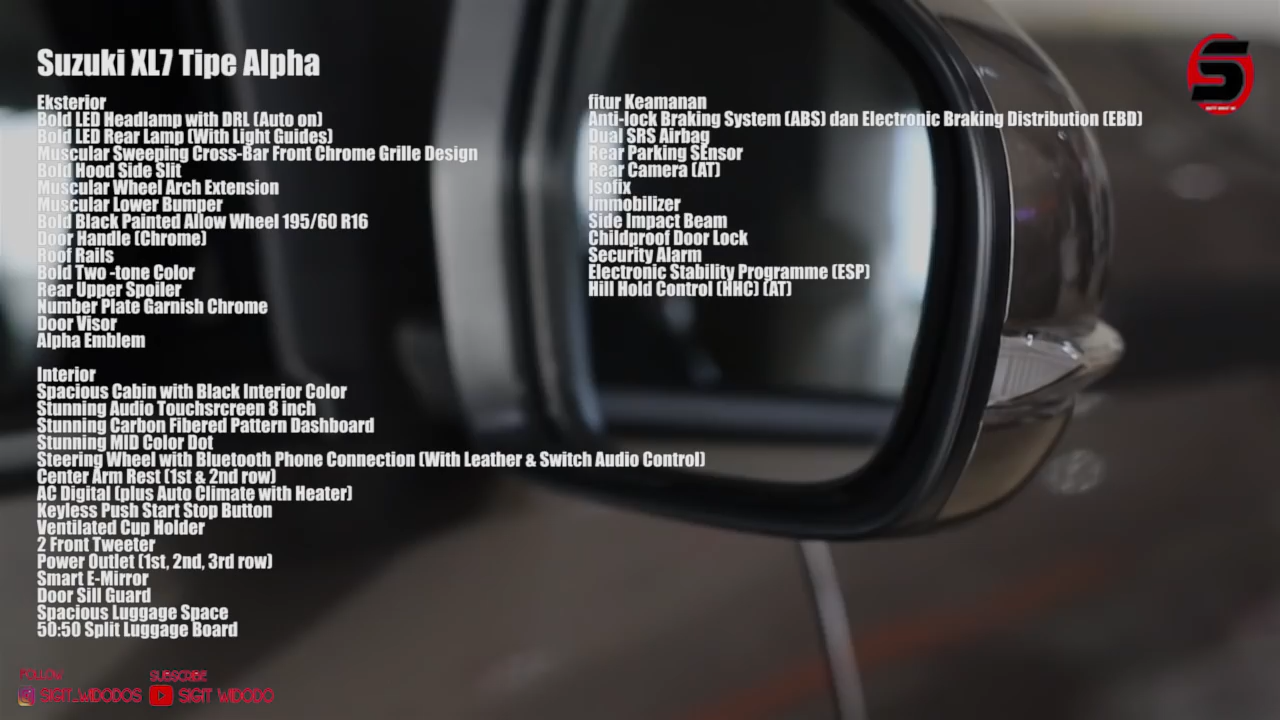 Suzuki XL7 Tipe Alpha
Eksterior
Bold LED Headlamp with DRL (Auto on)
Bold LED Rear Lamp (With Light Guides)
Muscular Sweeping Cross-Bar Front Chrome Grille Design
Bold Hood Side Slit
Muscular Wheel Arch Extension
Muscular Lower Bumper
Bold Black Painted Allow Wheel 195/60 R16
Door Handle (Chrome)
Roof Rails
Bold Two -tone Color
Rear Upper Spoiler
Number Plate Garnish Chrome
Door Visor
Alpha Emblem
Interior
Spacious Cabin with Black Interior Color
Stunning Audio Touchsrcreen 8 inch
Stunning Carbon Fibered Pattern Dashboard
Stunning MID Color Dot
Steering Wheel with Bluetooth Phone Connection (With Leather & Switch Audio Control)
Center Arm Rest (1st & 2nd row)
AC Digital (plus Auto Climate with Heater)
Keyless Push Start Stop Button
Ventilated Cup Holder
2 Front Tweeter
Power Outlet (1st, 2nd, 3rd row)
Smart E-Mirror
Door Sill Guard
Spacious Luggage Space
50:50 Split Luggage Board
fitur Keamanan
Anti-lock Braking System (ABS) dan Electronic Braking Distribution (EBD)
Dual SRS Airbag
Rear Parking SEnsor
Rear Camera (AT)
Isofix
Immobilizer
Side Impact Beam
Childproof Door Lock
Security Alarm
Electronic Stability Programme (ESP)
Hill Hold Control (HHC) (AT)
S
FOLLOW
SIGIT_WIDODOS
SUBSCRIBE
SIGIT WIDODO